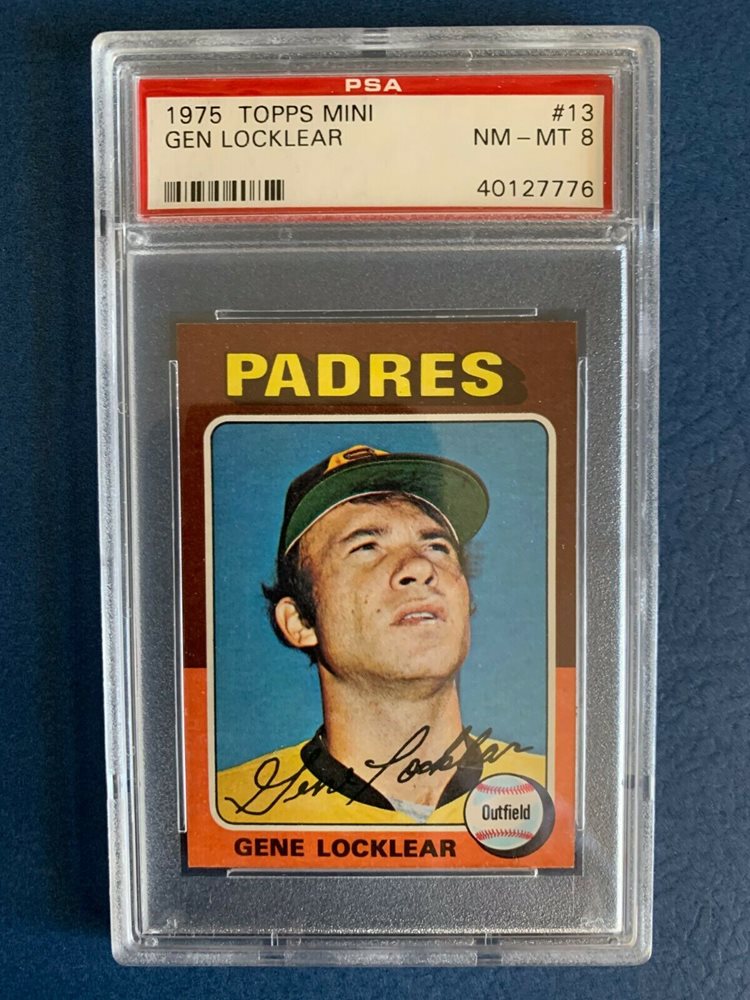 PSA
1975 TOPPS MINI #13
GEN LOCKLEAR NM - MT 8
40127776
PADRES
Gene Locklear
Outfield
GENE LOCKLEAR